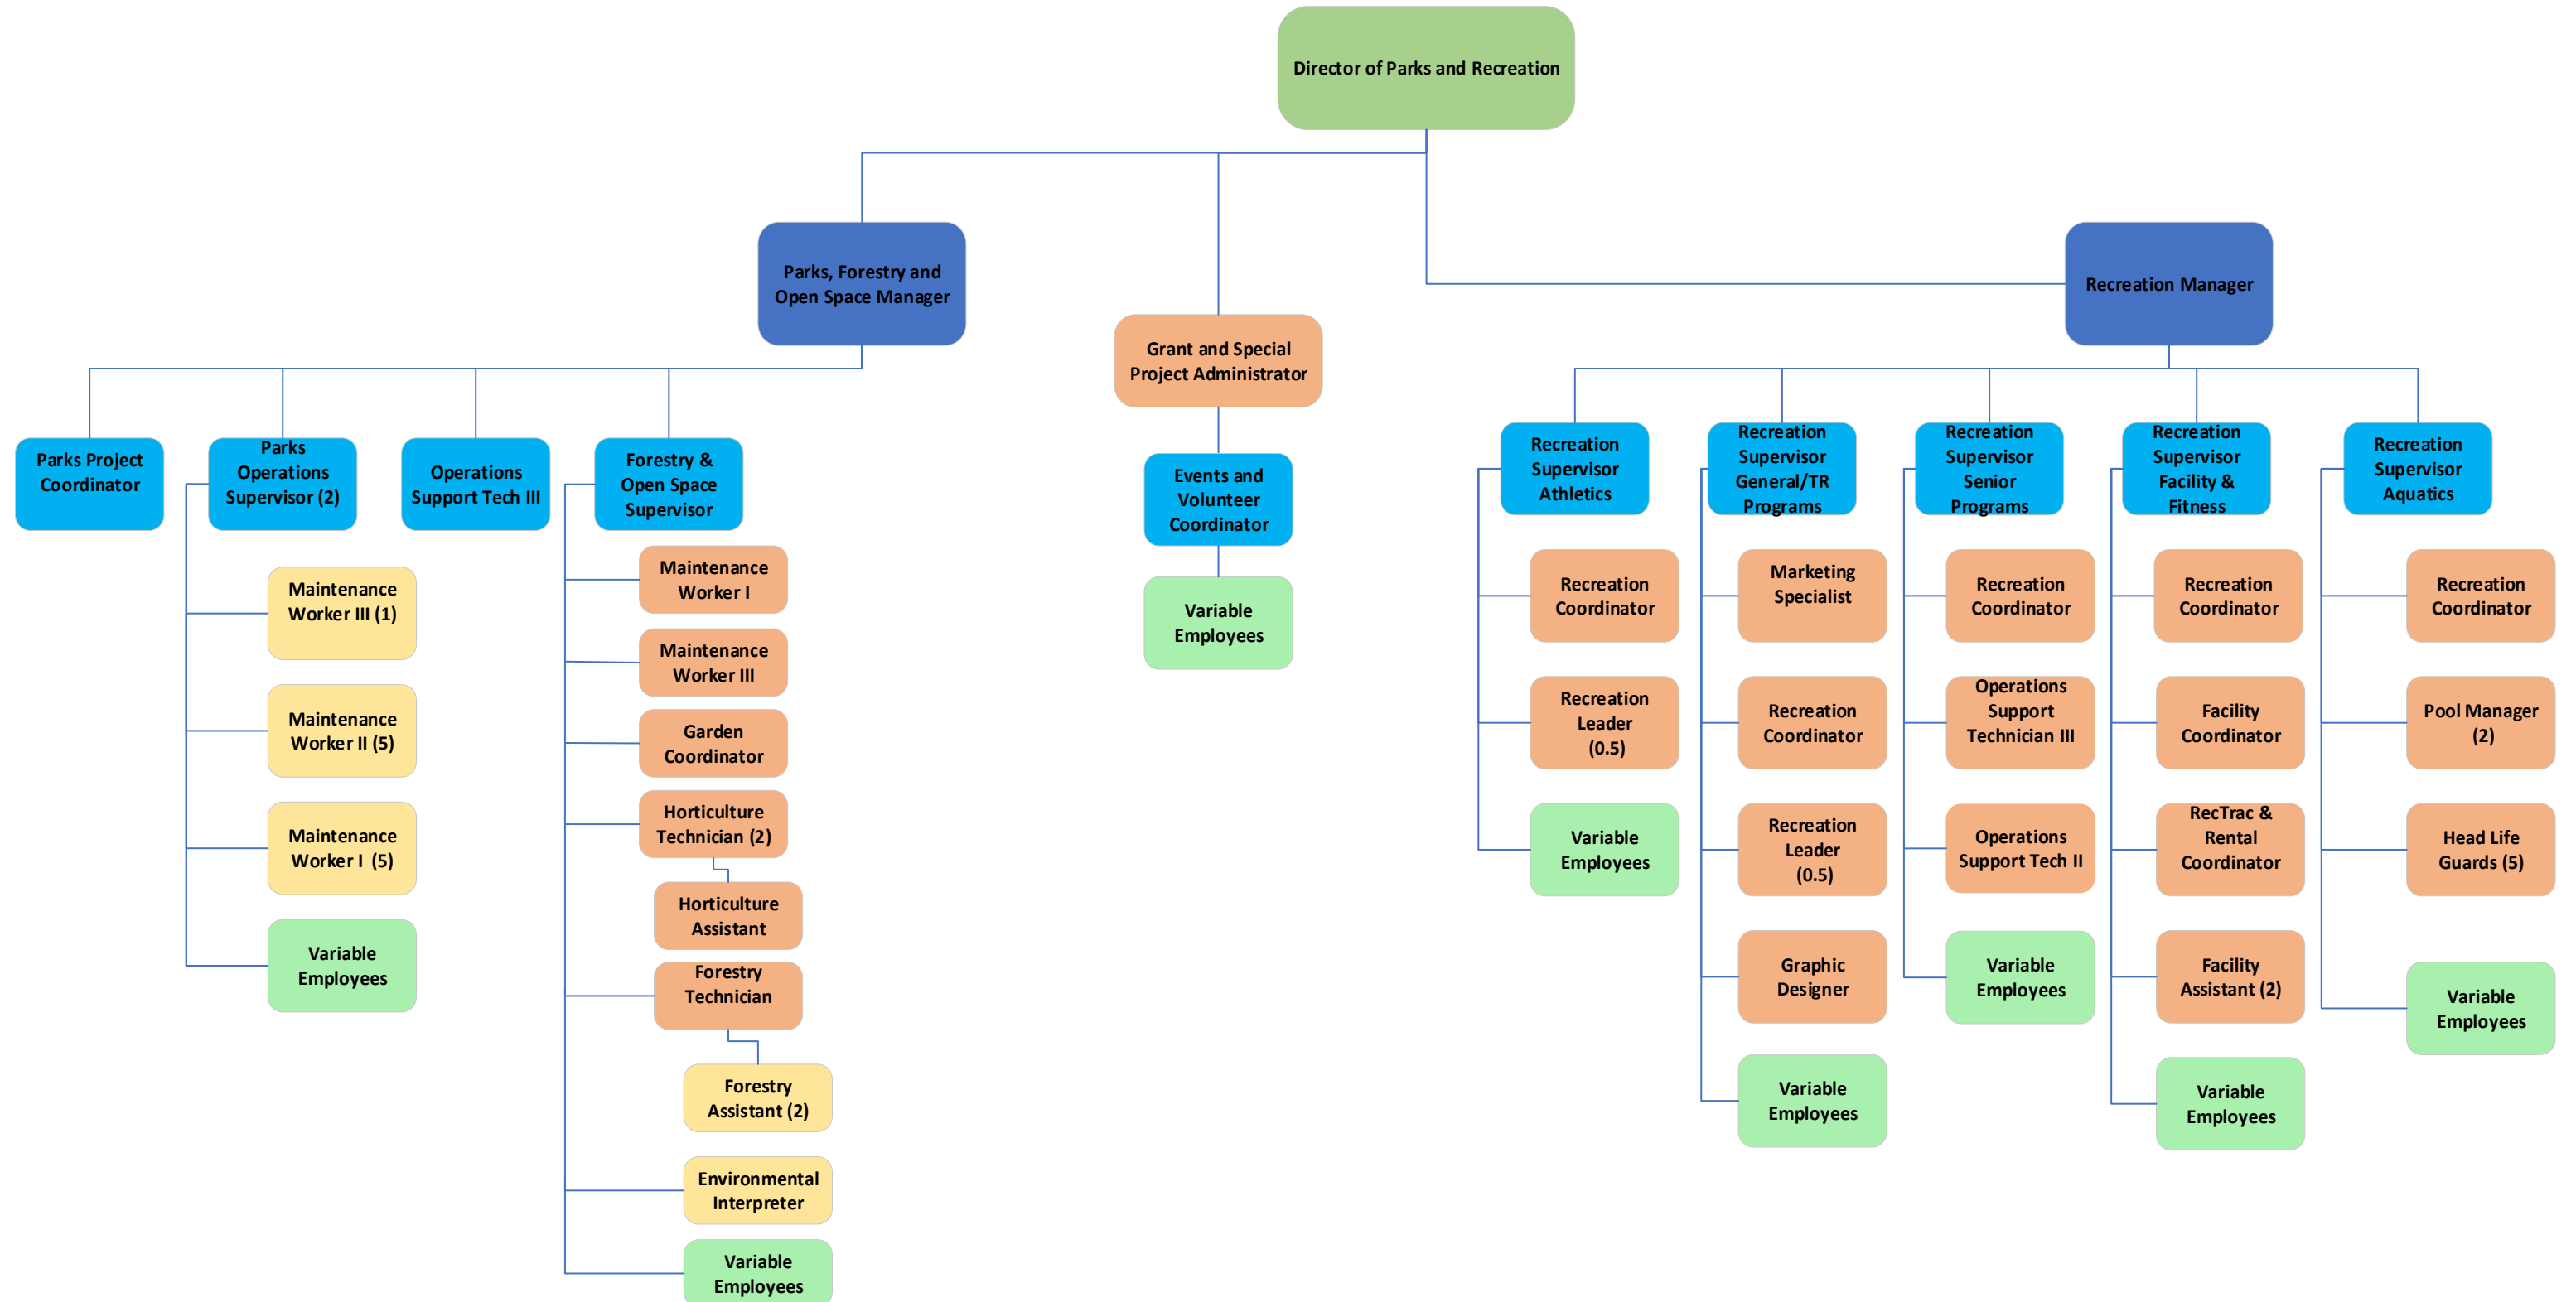 Director of Parks and Recreation
Parks, Forestry and
Open Space Manager
Grant and Special
Project Administrator
Recreation Manager
Parks Project
Coordinator
Parks
Operations
Supervisor (2)
Operations
Support Tech III
Forestry &
Open Space
Supervisor
Events and
Volunteer
Coordinator
Variable
Employees
Recreation
Supervisor
Athletics
Recreation
Supervisor
General/TR
Programs
Recreation
Supervisor
Senior
Programs
Recreation
Supervisor
Facility &
Fitness
Recreation
Supervisor
Aquatics
Maintenance
Worker III (1)
Maintenance
Worker II (5)
Maintenance
Worker I  (5)
Variable
Employees
Maintenance
Worker I
Maintenance
Worker III
Garden
Coordinator
Horticulture
Technician (2)
Horticulture
Assistant
Forestry
Technician
Forestry
Assistant (2)
Environmental
Interpreter
Variable
Employees
Recreation
Coordinator
Recreation
Leader
(0.5)
Variable
Employees
Marketing
Specialist
Recreation
Coordinator
Recreation
Leader
(0.5)
Graphic
Designer
Variable
Employees
Recreation
Coordinator
Operations
Support
Technician III
Operations
Support Tech II
Variable
Employees
Recreation
Coordinator
Facility
Coordinator
RecTrac &
Rental
Coordinator
Facility
Assistant (2)
Variable
Employees
Recreation
Coordinator
Pool Manager
(2)
Head Life
Guards (5)
Variable
Employees